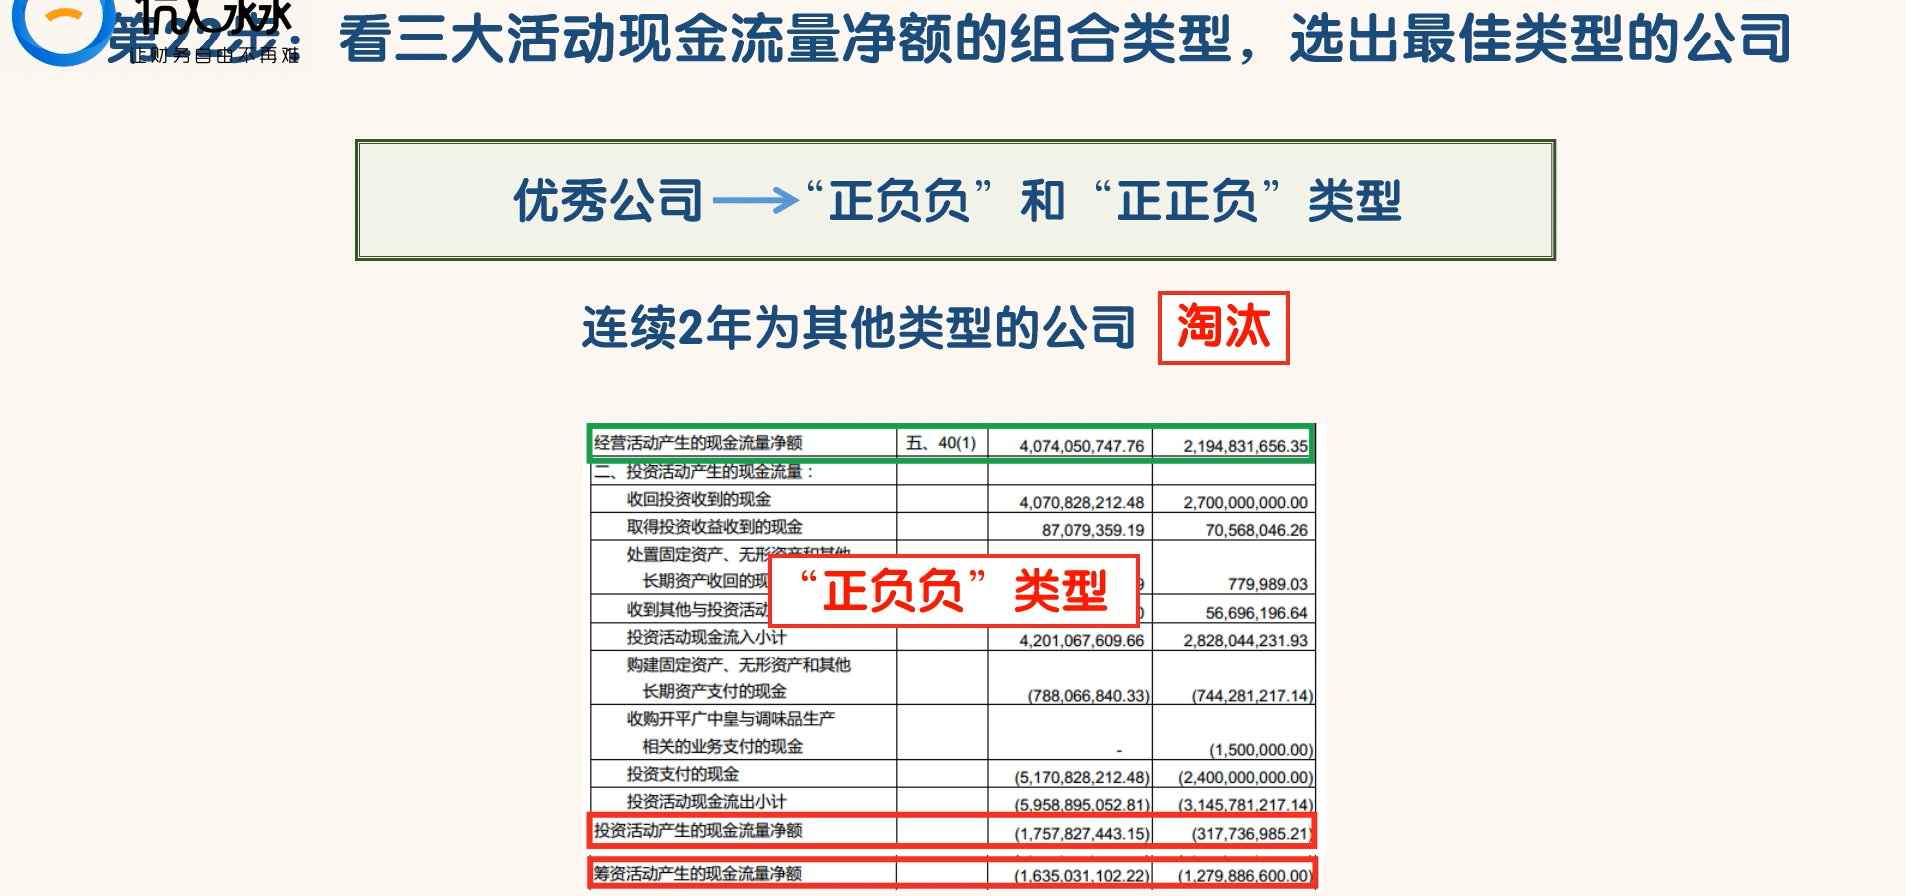 第22步：看三大活动现金流量净额的组合类型，选出最佳类型的公司
让财务自由不再难
优秀公司 “正负负” 和 “正正负” 类型
连续2年为其他类型的公司 淘汰
经营活动产生的现金流量净额 五、40(1) 4,074,050,747.76 2,194,831,656.35
二、投资活动产生的现金流量：
收回投资收到的现金 4,070,828,212.48 2,700,000,000.00
取得投资收益收到的现金 87,079,359.19 70,568,046.26
处置固定资产、无形资产和其他
长期资产收回的现 9 779,989.03
“正负负” 类型
收到其他与投资活动 0 56,696,196.64
投资活动现金流入小计 4,201,067,609.66 2,828,044,231.93
购建固定资产、无形资产和其他
长期资产支付的现金 (788,066,840.33) (744,281,217.14)
收购开平广中皇与调味品生产
相关的业务支付的现金 - (1,500,000.00)
投资支付的现金 (5,170,828,212.48) (2,400,000,000.00)
投资活动现金流出小计 (5,958,895,052.81) (3,145,781,217.14)
投资活动产生的现金流量净额 (1,757,827,443.15) (317,736,985.21)
筹资活动产生的现金流量净额 (1,635,031,102.22) (1,279,886,600.00)